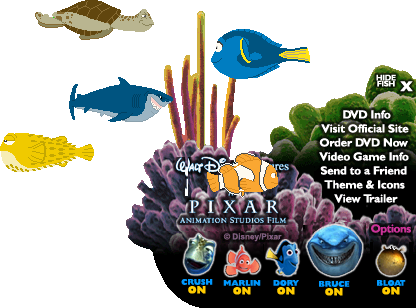 HIDE
FISH X
DVD Info
Visit Official Site
Order DVD Now
Video Game Info
Send to a Friend
Theme & Icons
View Trailer
PIXAR
ANIMATION STUDIOS FILM
© Disney/Pixar
Options
CRUSH MARLIN DORY BRUCE BLOAT
ON ON ON ON ON